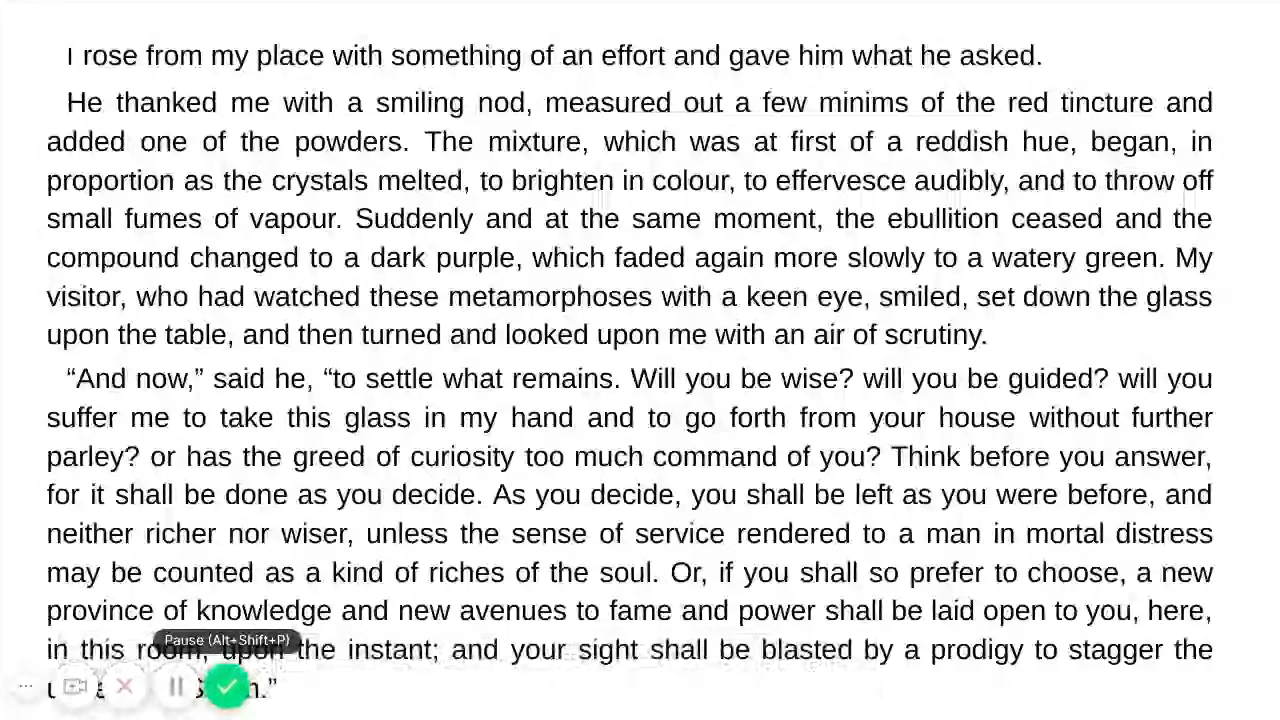 I rose from my place with something of an effort and gave him what he asked.
He thanked me with a smiling nod, measured out a few minims of the red tincture and
added one of the powders. The mixture, which was at first of a reddish hue, began, in
proportion as the crystals melted, to brighten in colour, to effervesce audibly, and to throw off
small fumes of vapour. Suddenly and at the same moment, the ebullition ceased and the
compound changed to a dark purple, which faded again more slowly to a watery green. My
visitor, who had watched these metamorphoses with a keen eye, smiled, set down the glass
upon the table, and then turned and looked upon me with an air of scrutiny.
“And now,” said he, “to settle what remains. Will you be wise? will you be guided? will you
suffer me to take this glass in my hand and to go forth from your house without further
parley? or has the greed of curiosity too much command of you? Think before you answer,
for it shall be done as you decide. As you decide, you shall be left as you were before, and
neither richer nor wiser, unless the sense of service rendered to a man in mortal distress
may be counted as a kind of riches of the soul. Or, if you shall so prefer to choose, a new
province of knowledge and new avenues to fame and power shall be laid open to you, here,
Pause (Alt+Shift+P)
in this room, upon the instant; and your sight shall be blasted by a prodigy to stagger the